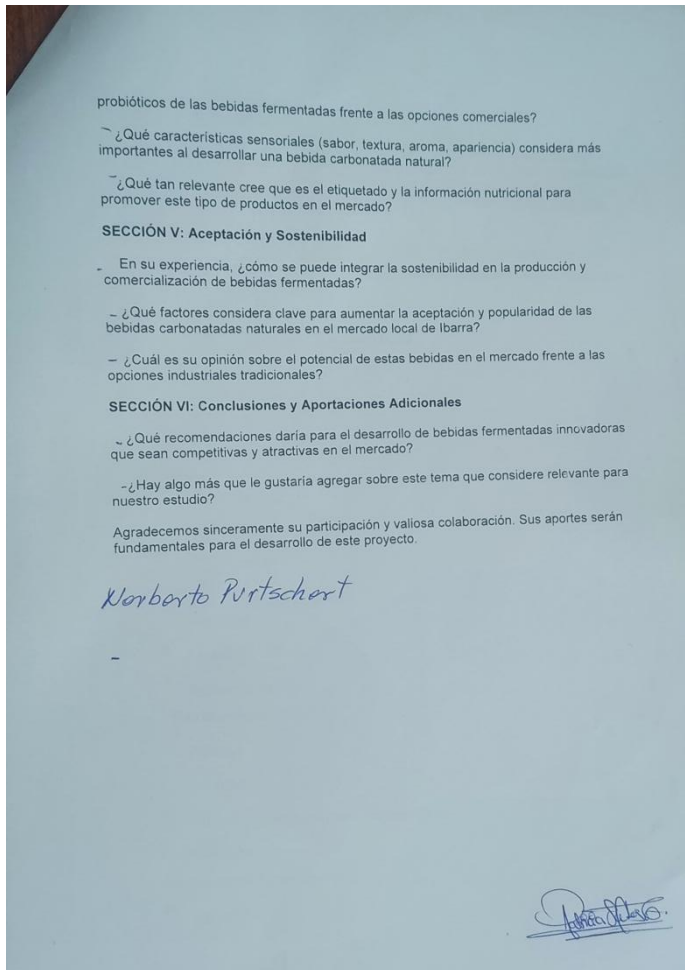 probióticos de las bebidas fermentadas frente a las opciones comerciales?
- ¿Qué características sensoriales (sabor, textura, aroma, apariencia) considera más
importantes al desarrollar una bebida carbonatada natural?
- ¿Qué tan relevante cree que es el etiquetado y la información nutricional para
promover este tipo de productos en el mercado?
SECCIÓN V: Aceptación y Sostenibilidad
- En su experiencia, ¿cómo se puede integrar la sostenibilidad en la producción y
comercialización de bebidas fermentadas?
- ¿Qué factores considera clave para aumentar la aceptación y popularidad de las
bebidas carbonatadas naturales en el mercado local de Ibarra?
- ¿Cuál es su opinión sobre el potencial de estas bebidas en el mercado frente a las
opciones industriales tradicionales?
SECCIÓN VI: Conclusiones y Aportaciones Adicionales
- ¿Qué recomendaciones daría para el desarrollo de bebidas fermentadas innovadoras
que sean competitivas y atractivas en el mercado?
-¿Hay algo más que le gustaría agregar sobre este tema que considere relevante para
nuestro estudio?
Agradecemos sinceramente su participación y valiosa colaboración. Sus aportes serán
fundamentales para el desarrollo de este proyecto.
Norberto Purtschert
-